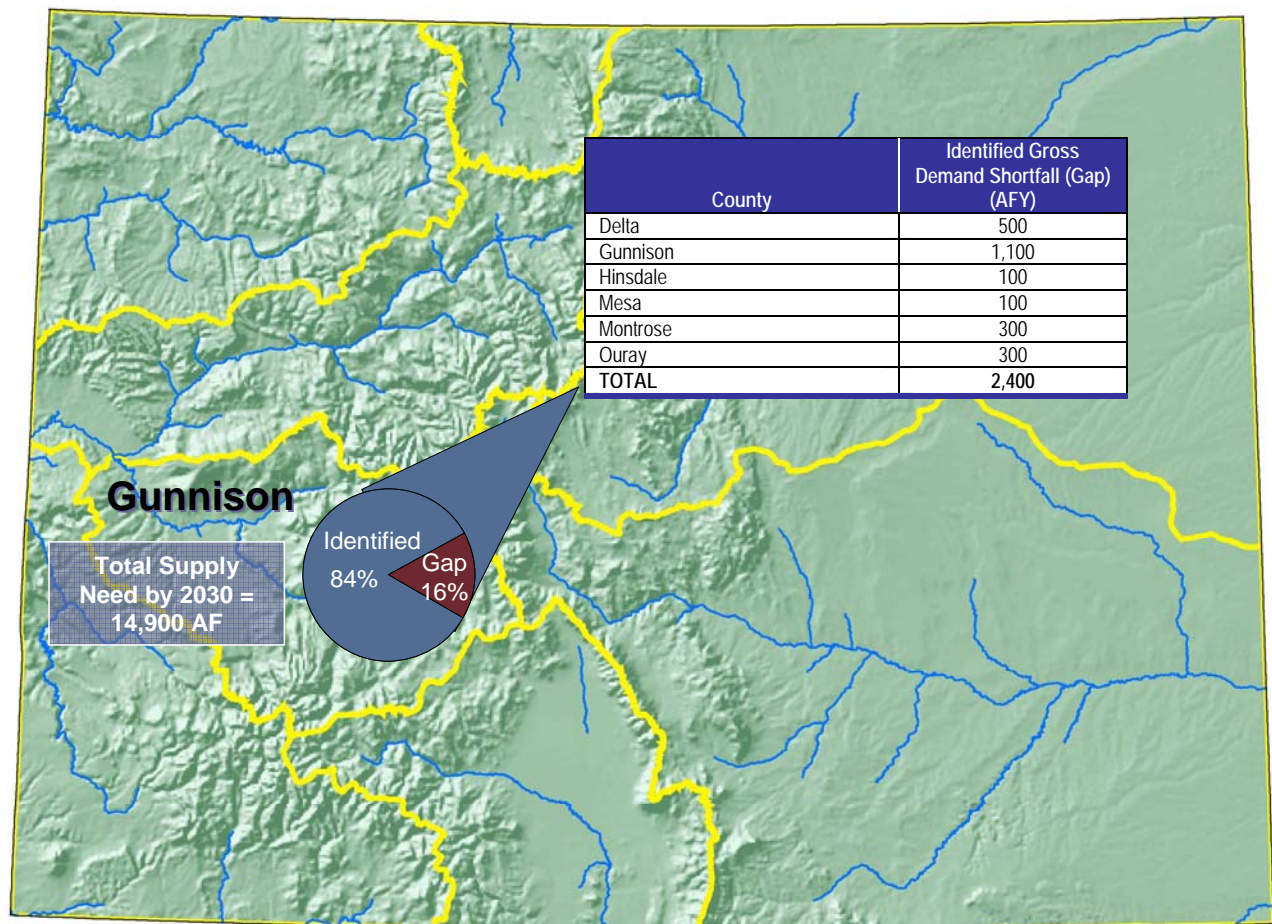 Identified Gross
Demand Shortfall (Gap)
County (AFY)
Delta 500
Gunnison 1,100
Hinsdale 100
Mesa 100
Montrose 300
Ouray 300
TOTAL 2,400
Gunnison
Total Supply
Need by 2030 =
14,900 AF
Identified
84%
Gap
16%